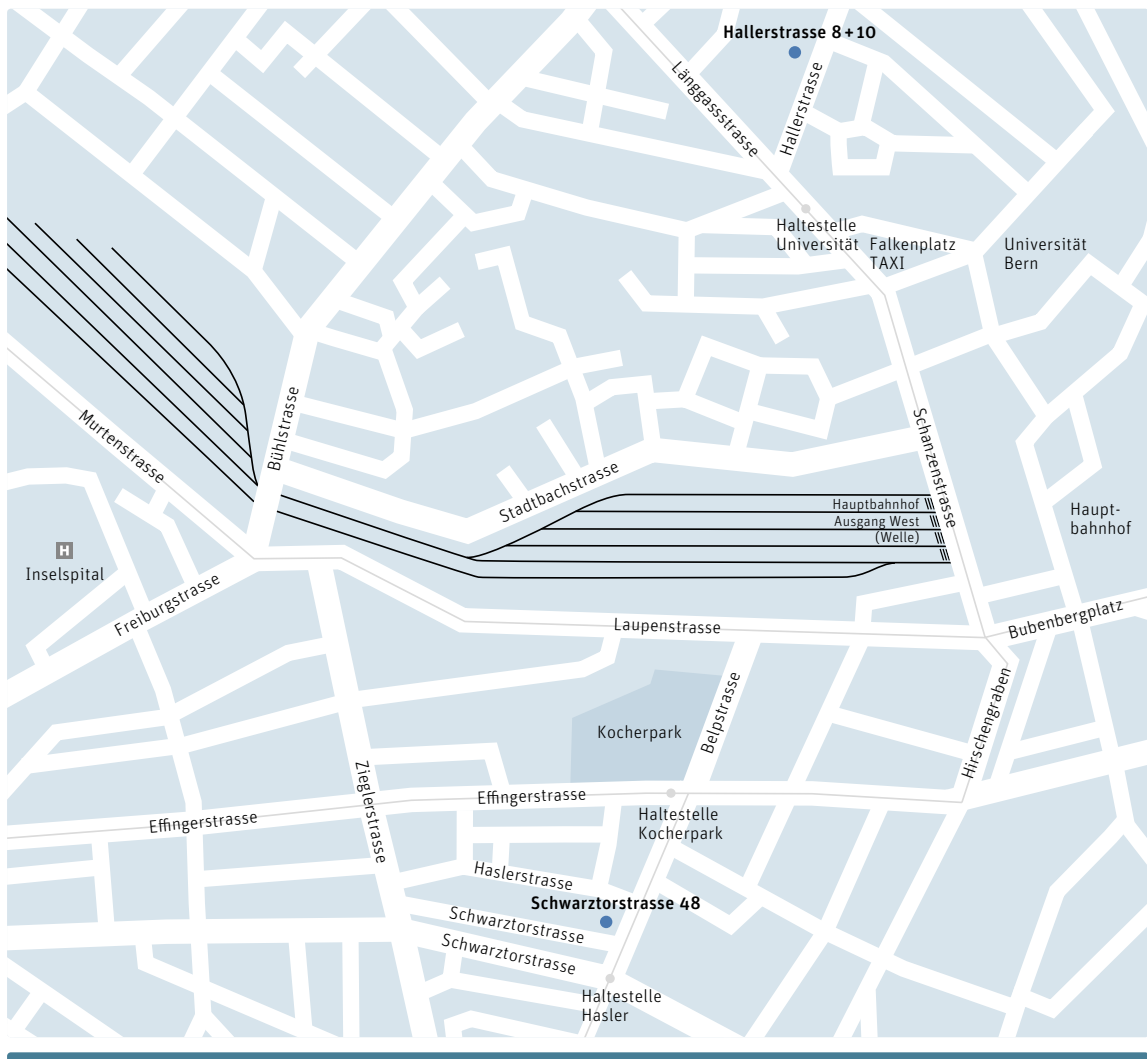 Hallerstrasse 8+10
Länggassstrasse
Hallerstrasse
Haltestelle
Universität
Falkenplatz
TAXI
Universität
Bern
Murtenstrasse
Bühlstrasse
Schanzenstrasse
Stadtbachstrasse
Hauptbahnhof
Ausgang West
(Welle)
Haupt-
bahnhof
H
Inselspital
Freiburgstrasse
Laupenstrasse
Bubenbergplatz
Kocherpark
Belpstrasse
Hirschengraben
Zieglerstrasse
Effingerstrasse
Effingerstrasse
Haltestelle
Kocherpark
Haslerstrasse
Schwarztorstrasse 48
Schwarztorstrasse
Schwarztorstrasse
Haltestelle
Hasler